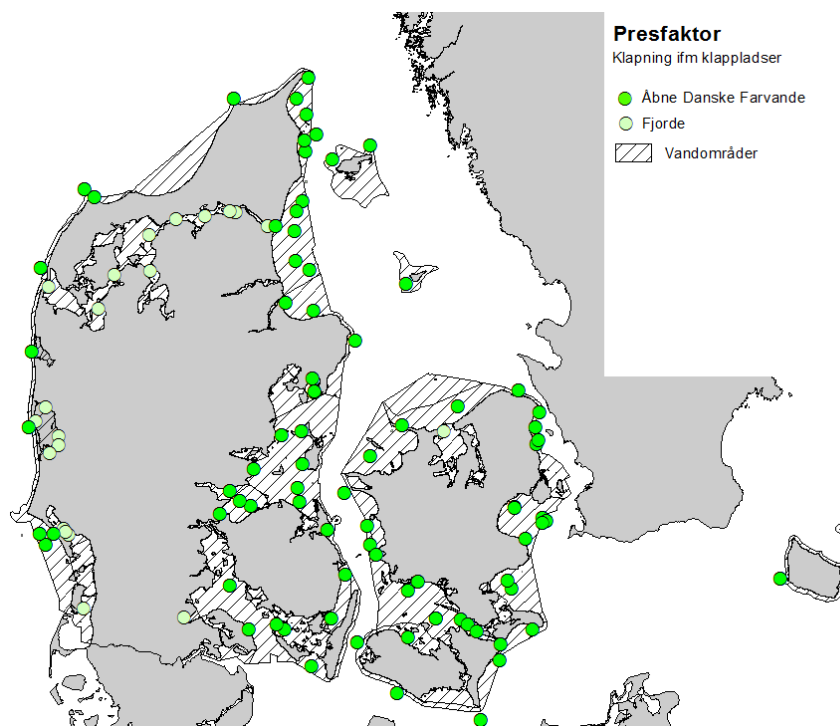 Presfaktor
Klapning ifm klappladser
Åbne Danske Farvande
Fjorde
Vandområder